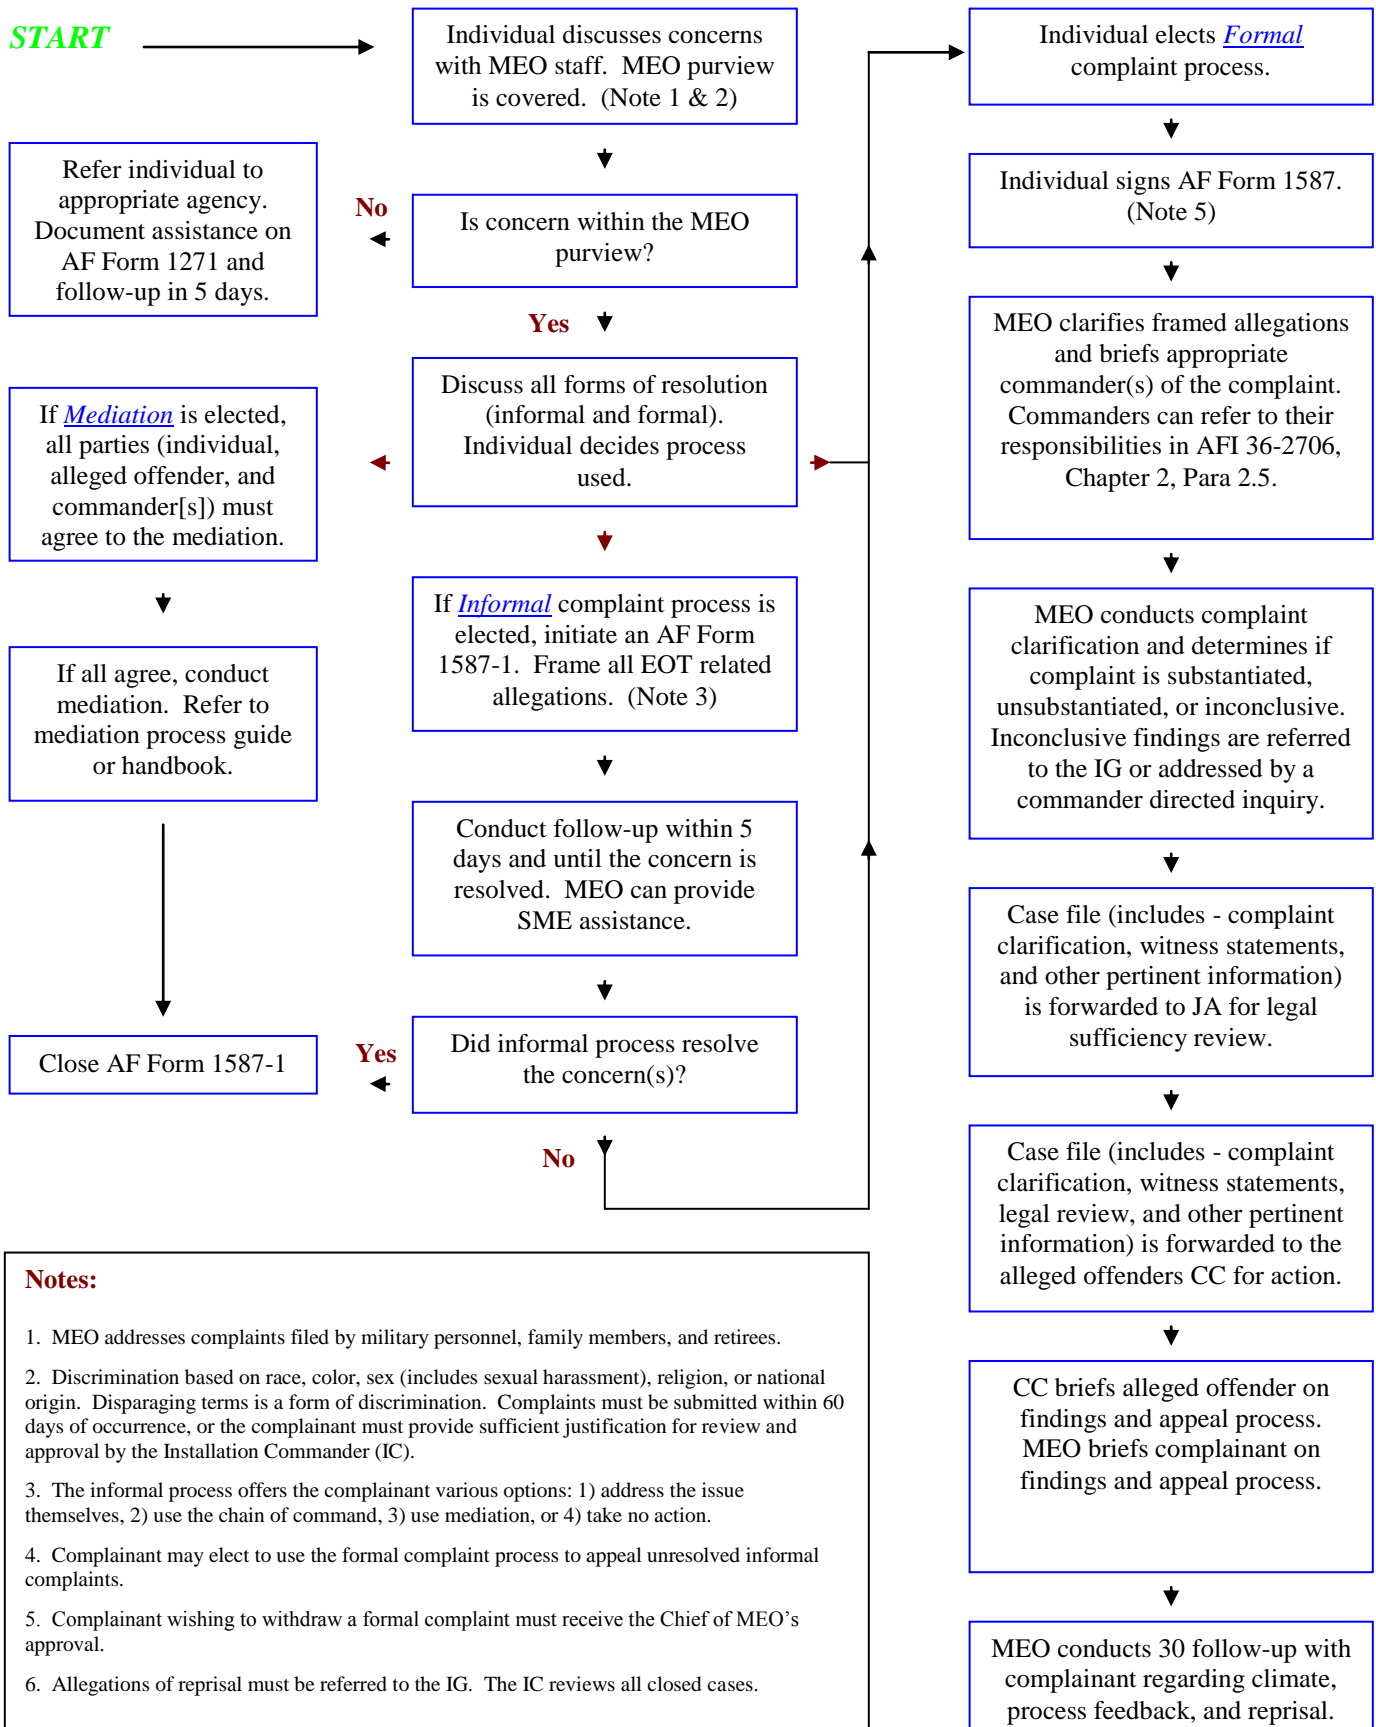 START
Individual discusses concerns
with MEO staff.  MEO purview
is covered.  (Note 1 & 2)
Refer individual to
appropriate agency.
Document assistance on
AF Form 1271 and
follow-up in 5 days.
No
Is concern within the MEO
purview?
Yes
If Mediation is elected,
all parties (individual,
alleged offender, and
commander[s]) must
agree to the mediation.
Discuss all forms of resolution
(informal and formal).
Individual decides process
used.
If all agree, conduct
mediation.  Refer to
mediation process guide
or handbook.
If Informal complaint process is
elected, initiate an AF Form
1587-1.  Frame all EOT related
allegations.  (Note 3)
Conduct follow-up within 5
days and until the concern is
resolved.  MEO can provide
SME assistance.
Close AF Form 1587-1
Yes
Did informal process resolve
the concern(s)?
No
Individual elects Formal
complaint process.
Individual signs AF Form 1587.
(Note 5)
MEO clarifies framed allegations
and briefs appropriate
commander(s) of the complaint.
Commanders can refer to their
responsibilities in AFI 36-2706,
Chapter 2, Para 2.5.
MEO conducts complaint
clarification and determines if
complaint is substantiated,
unsubstantiated, or inconclusive.
Inconclusive findings are referred
to the IG or addressed by a
commander directed inquiry.
Case file (includes - complaint
clarification, witness statements,
and other pertinent information)
is forwarded to JA for legal
sufficiency review.
Case file (includes - complaint
clarification, witness statements,
legal review, and other pertinent
information) is forwarded to the
alleged offenders CC for action.
CC briefs alleged offender on
findings and appeal process.
MEO briefs complainant on
findings and appeal process.
MEO conducts 30 follow-up with
complainant regarding climate,
process feedback, and reprisal.
Notes:
1.  MEO addresses complaints filed by military personnel, family members, and retirees.
2.  Discrimination based on race, color, sex (includes sexual harassment), religion, or national
origin.  Disparaging terms is a form of discrimination.  Complaints must be submitted within 60
days of occurrence, or the complainant must provide sufficient justification for review and
approval by the Installation Commander (IC).
3.  The informal process offers the complainant various options: 1) address the issue
themselves, 2) use the chain of command, 3) use mediation, or 4) take no action.
4.  Complainant may elect to use the formal complaint process to appeal unresolved informal
complaints.
5.  Complainant wishing to withdraw a formal complaint must receive the Chief of MEO’s
approval.
6.  Allegations of reprisal must be referred to the IG.  The IC reviews all closed cases.